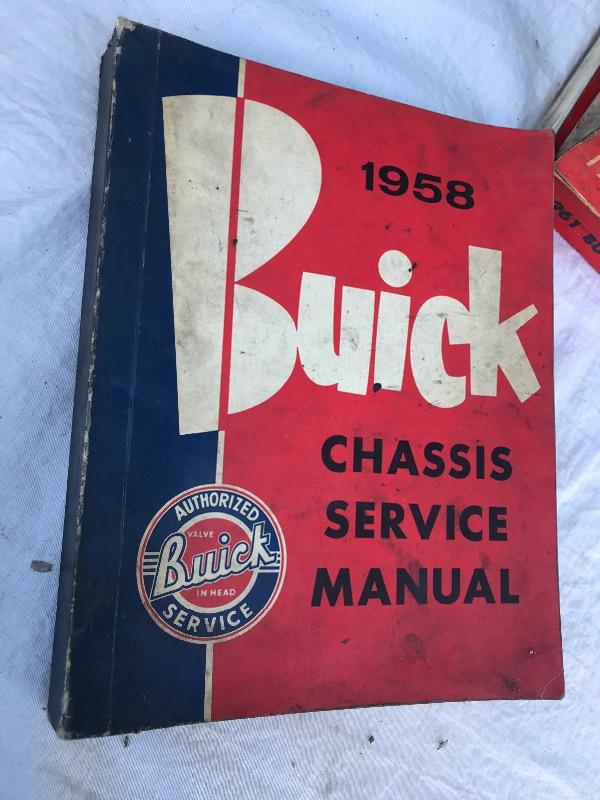 1958
Buick
CHASSIS
SERVICE
MANUAL
AUTHORIZED
VALVE
Buick
IN HEAD
SERVICE